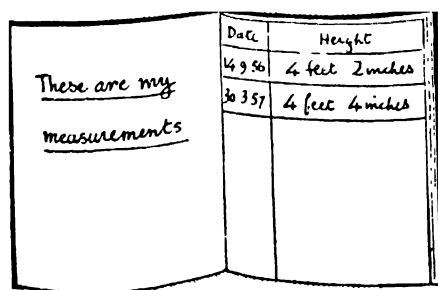 These are my
measurements
Date Height
14 9 56 4 feet 2 inches
30 3 57 4 feet 4 inches